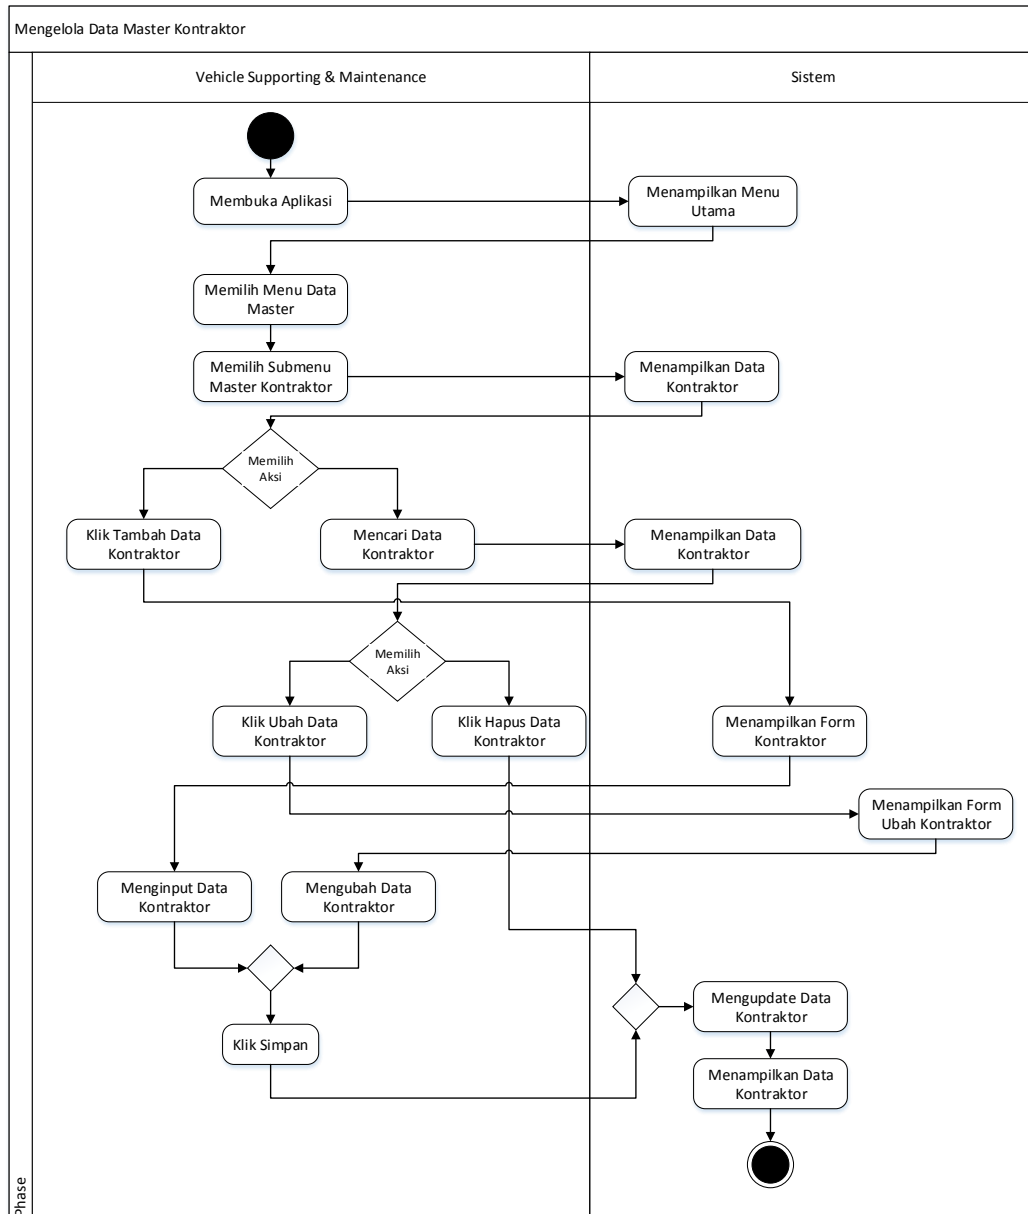 Mengelola Data Master Kontraktor
Vehicle Supporting & Maintenance
Sistem
Membuka Aplikasi
Menampilkan Menu
Utama
Memilih Menu Data
Master
Memilih Submenu
Master Kontraktor
Menampilkan Data
Kontraktor
Memilih
Aksi
Klik Tambah Data
Kontraktor
Mencari Data
Kontraktor
Menampilkan Data
Kontraktor
Memilih
Aksi
Klik Ubah Data
Kontraktor
Klik Hapus Data
Kontraktor
Menampilkan Form
Kontraktor
Menampilkan Form
Ubah Kontraktor
Menginput Data
Kontraktor
Mengubah Data
Kontraktor
Mengupdate Data
Kontraktor
Klik Simpan
Menampilkan Data
Kontraktor
Phase